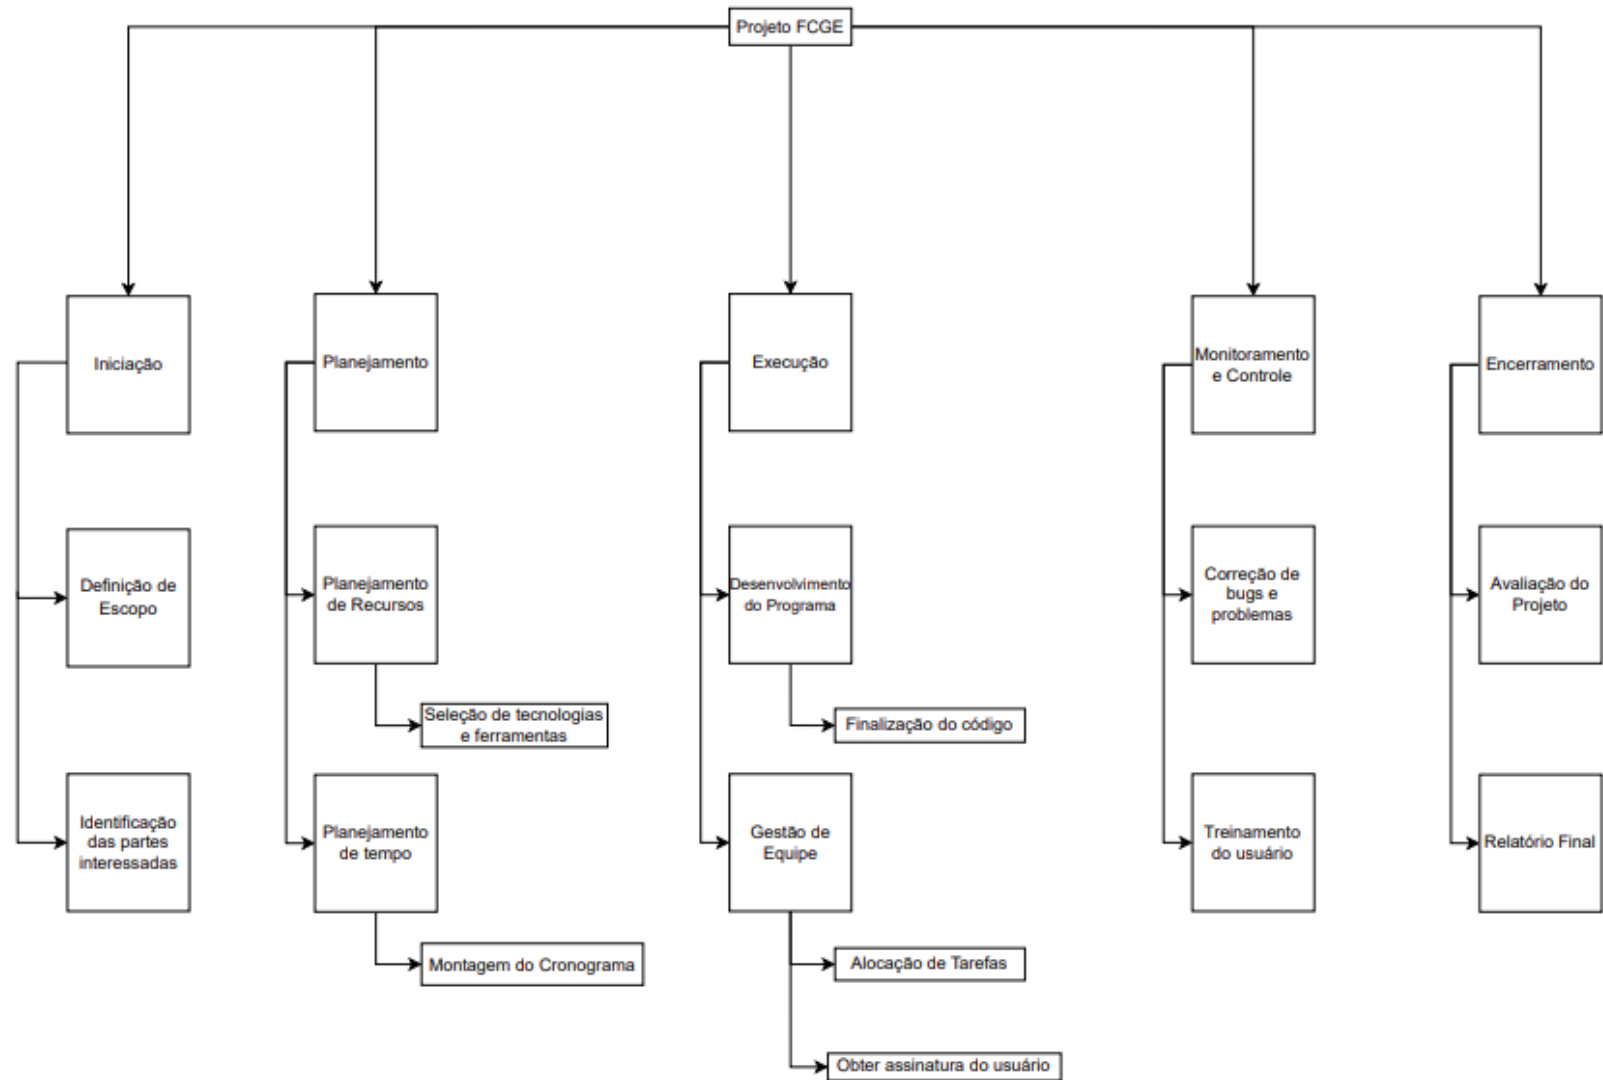 Projeto FCGE
Iniciação
Planejamento
Execução
Monitoramento
e Controle
Encerramento
Definição de
Escopo
Planejamento
de Recursos
Desenvolvimento
do Programa
Correção de
bugs e
problemas
Avaliação do
Projeto
Seleção de tecnologias
e ferramentas
Finalização do código
Identificação
das partes
interessadas
Planejamento
de tempo
Gestão de
Equipe
Treinamento
do usuário
Relatório Final
Montagem do Cronograma
Alocação de Tarefas
Obter assinatura do usuário